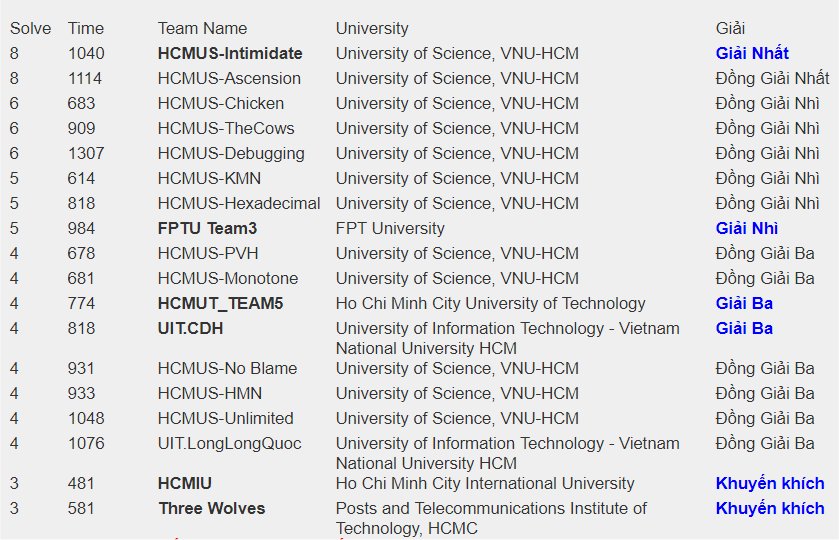 Solve Time Team Name University Giải
8 1040 HCMUS-Intimidate University of Science, VNU-HCM Giải Nhất
8 1114 HCMUS-Ascension University of Science, VNU-HCM Đồng Giải Nhất
6 683 HCMUS-Chicken University of Science, VNU-HCM Đồng Giải Nhì
6 909 HCMUS-TheCows University of Science, VNU-HCM Đồng Giải Nhì
6 1307 HCMUS-Debugging University of Science, VNU-HCM Đồng Giải Nhì
5 614 HCMUS-KMN University of Science, VNU-HCM Đồng Giải Nhì
5 818 HCMUS-Hexadecimal University of Science, VNU-HCM Đồng Giải Nhì
5 984 FPTU Team3 FPT University Giải Nhì
4 678 HCMUS-PVH University of Science, VNU-HCM Đồng Giải Ba
4 681 HCMUS-Monotone University of Science, VNU-HCM Đồng Giải Ba
4 774 HCMUT_TEAM5 Ho Chi Minh City University of Technology Giải Ba
4 818 UIT.CDH University of Information Technology - Vietnam Giải Ba
National University HCM
4 931 HCMUS-No Blame University of Science, VNU-HCM Đồng Giải Ba
4 933 HCMUS-HMN University of Science, VNU-HCM Đồng Giải Ba
4 1048 HCMUS-Unlimited University of Science, VNU-HCM Đồng Giải Ba
4 1076 UIT.LongLongQuoc University of Information Technology - Vietnam Đồng Giải Ba
National University HCM
3 481 HCMIU Ho Chi Minh City International University Khuyến khích
3 581 Three Wolves Posts and Telecommunications Institute of Khuyến khích
Technology, HCMC